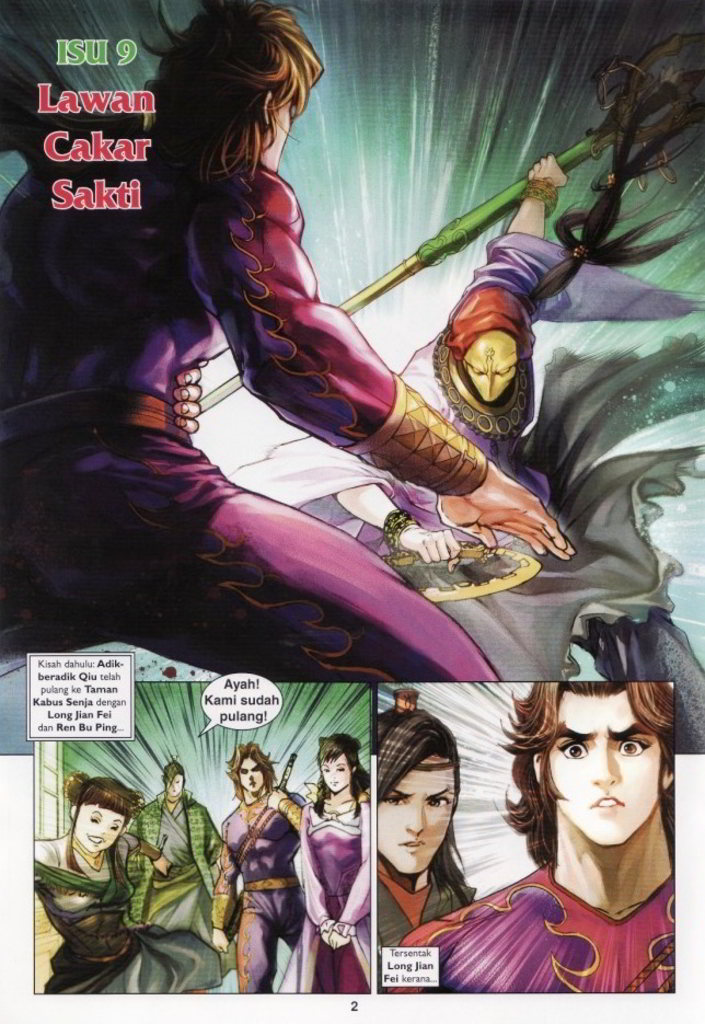 ISU 9
Lawan
Cakar
Sakti
Kisah dahulu: Adik-
beradik Qiu telah
pulang ke Taman
Kabus Senja dengan
Long Jian Fei
dan Ren Bu Ping...
Ayah!
Kami sudah
pulang!
Tersentak
Long Jian
Fei kerana...
2